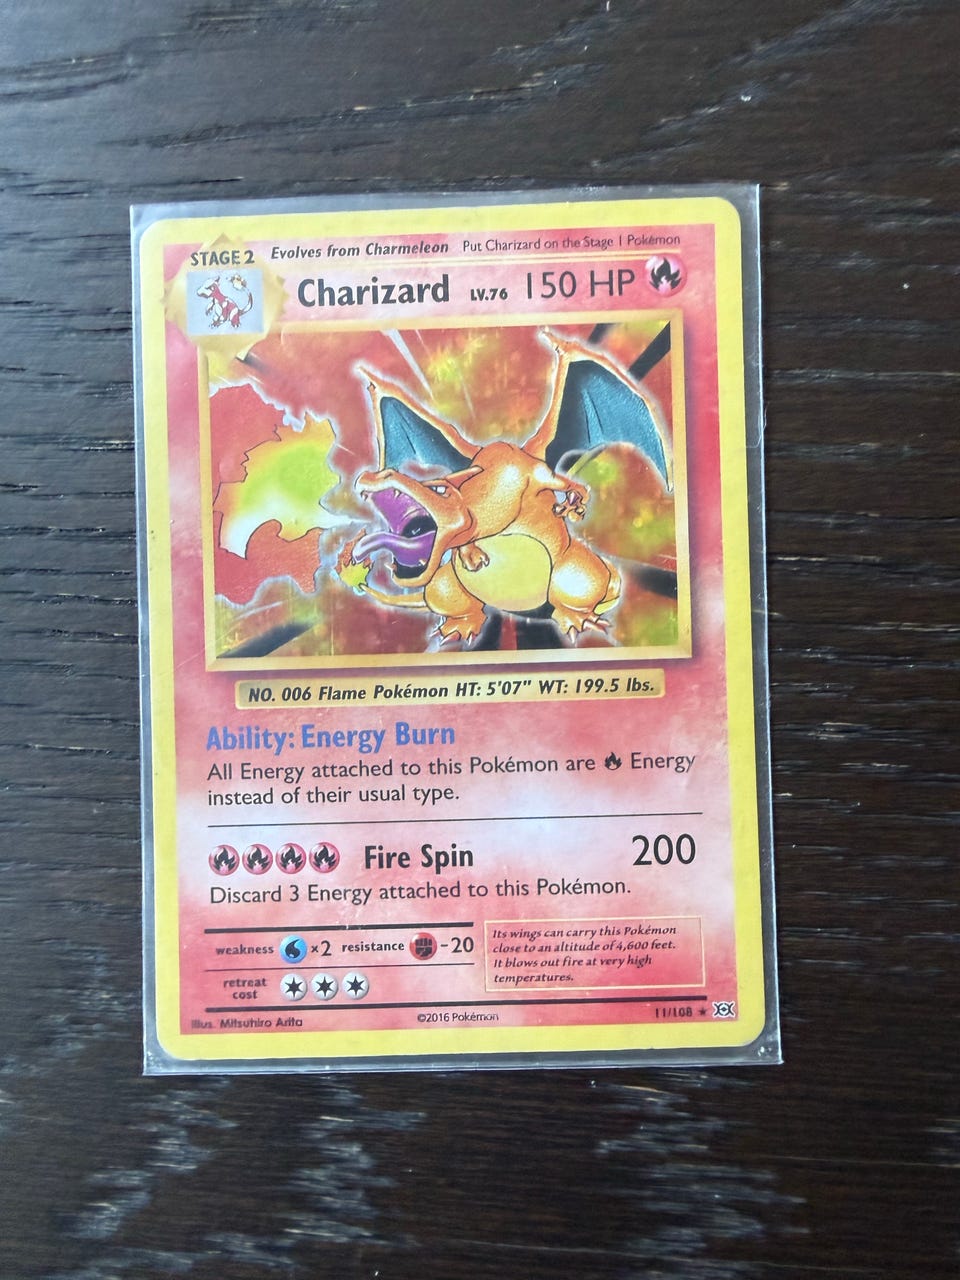 STAGE 2 Evolves from Charmeleon Put Charizard on the Stage 1 Pokémon
Charizard LV.76 150 HP
NO. 006 Flame Pokémon HT: 5'07" WT: 199.5 lbs.
Ability: Energy Burn
All Energy attached to this Pokémon are Energy
instead of their usual type.
Fire Spin 200
Discard 3 Energy attached to this Pokémon.
weakness ×2 resistance -20
retreat
cost
Its wings can carry this Pokémon
close to an altitude of 4,600 feet.
It blows out fire at very high
temperatures.
Illus. Mitsuhiro Arita ©2016 Pokémon 11/108 ★